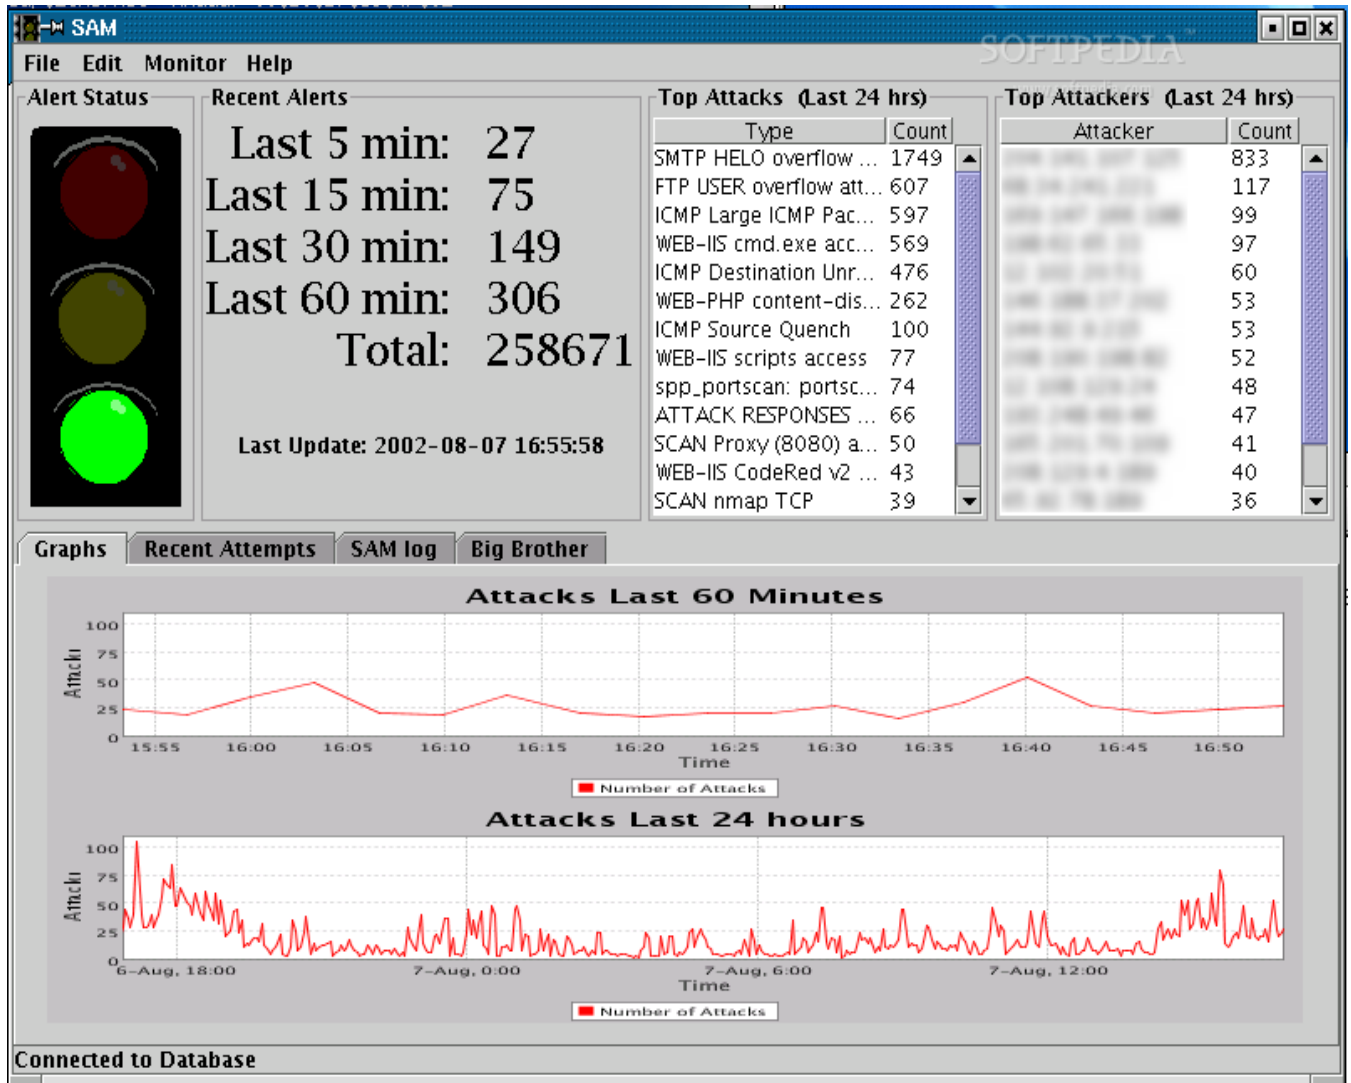 SAM
SOFTPEDIA
File Edit Monitor Help
Alert Status
Recent Alerts
Last 5 min: 27
Last 15 min: 75
Last 30 min: 149
Last 60 min: 306
Total: 258671
Last Update: 2002-08-07 16:55:58
Top Attacks (Last 24 hrs)
Type Count
SMTP HELO overflow ... 1749
FTP USER overflow att... 607
ICMP Large ICMP Pac... 597
WEB-IIS cmd.exe acc... 569
ICMP Destination Unr... 476
WEB-PHP content-dis... 262
ICMP Source Quench 100
WEB-IIS scripts access 77
spp_portscan: portsc... 74
ATTACK RESPONSES ... 66
SCAN Proxy (8080) a... 50
WEB-IIS CodeRed v2 ... 43
SCAN nmap TCP 39
Top Attackers (Last 24 hrs)
Attacker Count
833
117
99
97
60
53
53
52
48
47
41
40
36
Graphs Recent Attempts SAM log Big Brother
Attacks Last 60 Minutes
Attacks
100
75
50
25
0
15:55 16:00 16:05 16:10 16:15 16:20 16:25 16:30 16:35 16:40 16:45 16:50
Time
Number of Attacks
Attacks Last 24 hours
Attacks
100
75
50
25
0
6-Aug, 18:00 7-Aug, 0:00 7-Aug, 6:00 7-Aug, 12:00
Time
Number of Attacks
Connected to Database